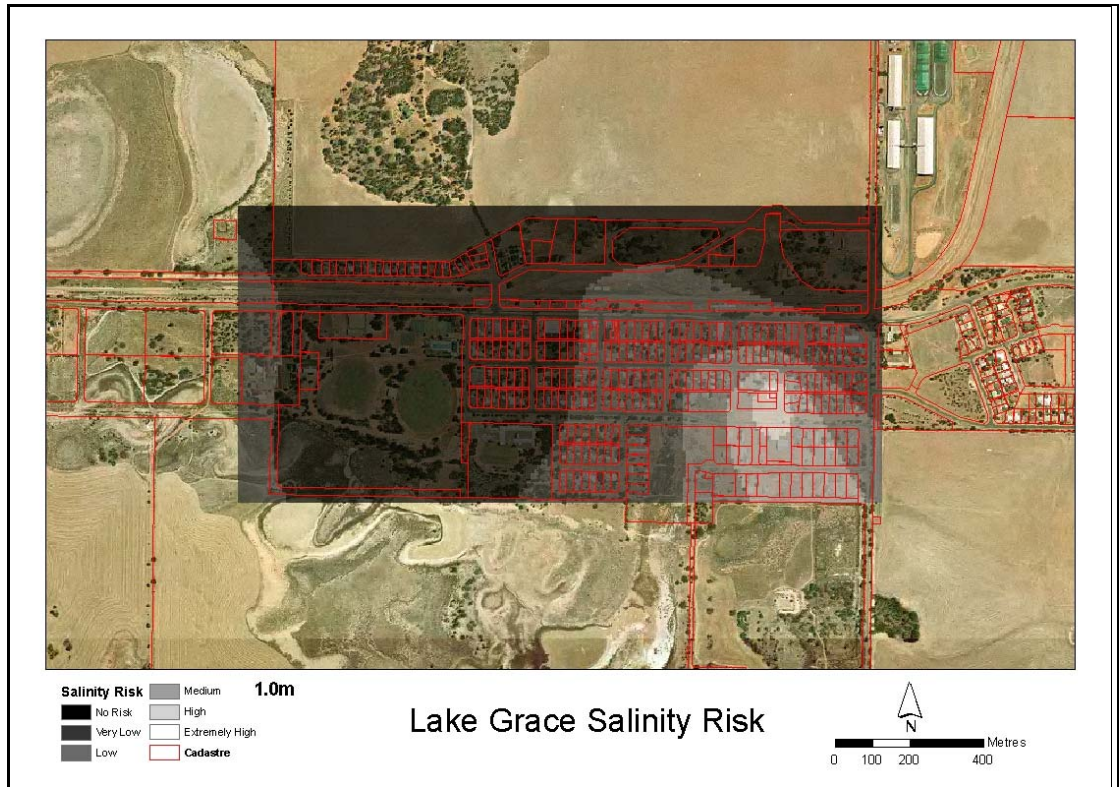 Salinity Risk
No Risk
Very Low
Low
Medium
High
Extremely High
Cadastre
1.0m
Lake Grace Salinity Risk
N
Metres
0 100 200 400